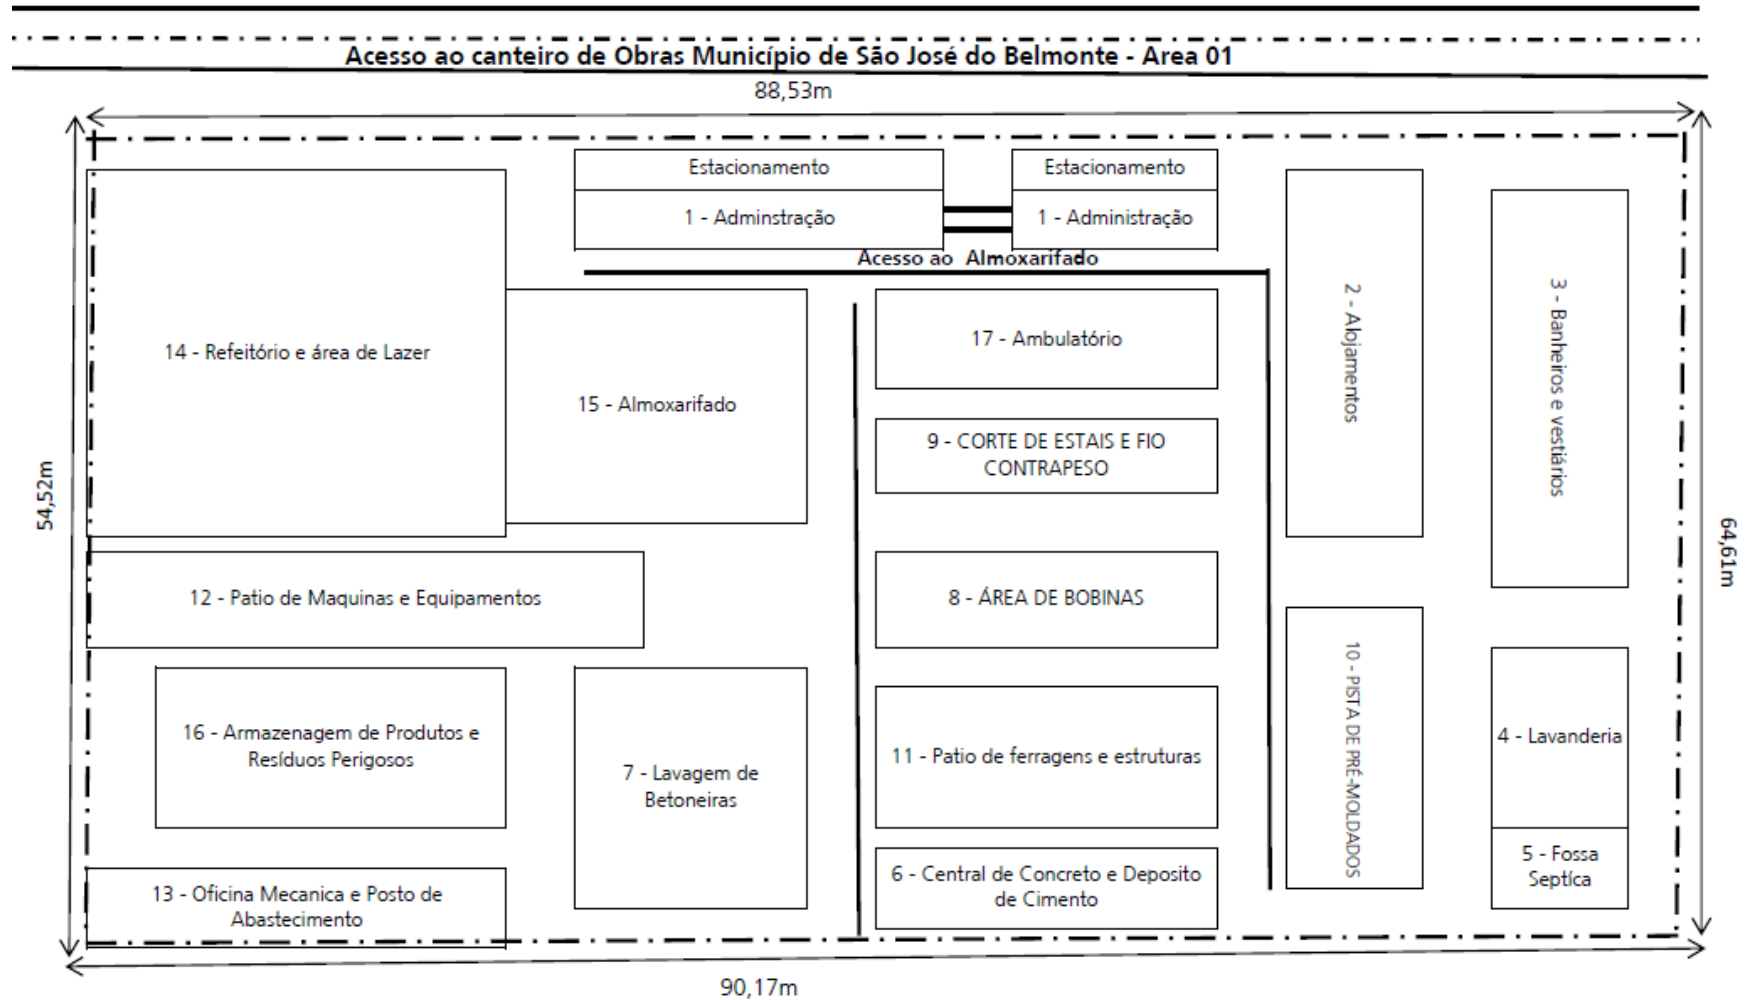 Acesso ao canteiro de Obras Município de São José do Belmonte - Area 01
88,53m
Estacionamento
Estacionamento
1 - Adminstração
1 - Administração
Acesso ao Almoxarifado
14 - Refeitório e área de Lazer
15 - Almoxarifado
17 - Ambulatório
9 - CORTE DE ESTAIS E FIO
CONTRAPESO
2 - Alojamentos
3 - Banheiros e vestiários
54,52m
64,61m
12 - Patio de Maquinas e Equipamentos
8 - ÁREA DE BOBINAS
16 - Armazenagem de Produtos e
Resíduos Perigosos
7 - Lavagem de
Betoneiras
11 - Patio de ferragens e estruturas
10 - PISTA DE PRÉ-MOLDADOS
4 - Lavanderia
5 - Fossa
Septíca
13 - Oficina Mecanica e Posto de
Abastecimento
6 - Central de Concreto e Deposito
de Cimento
90,17m